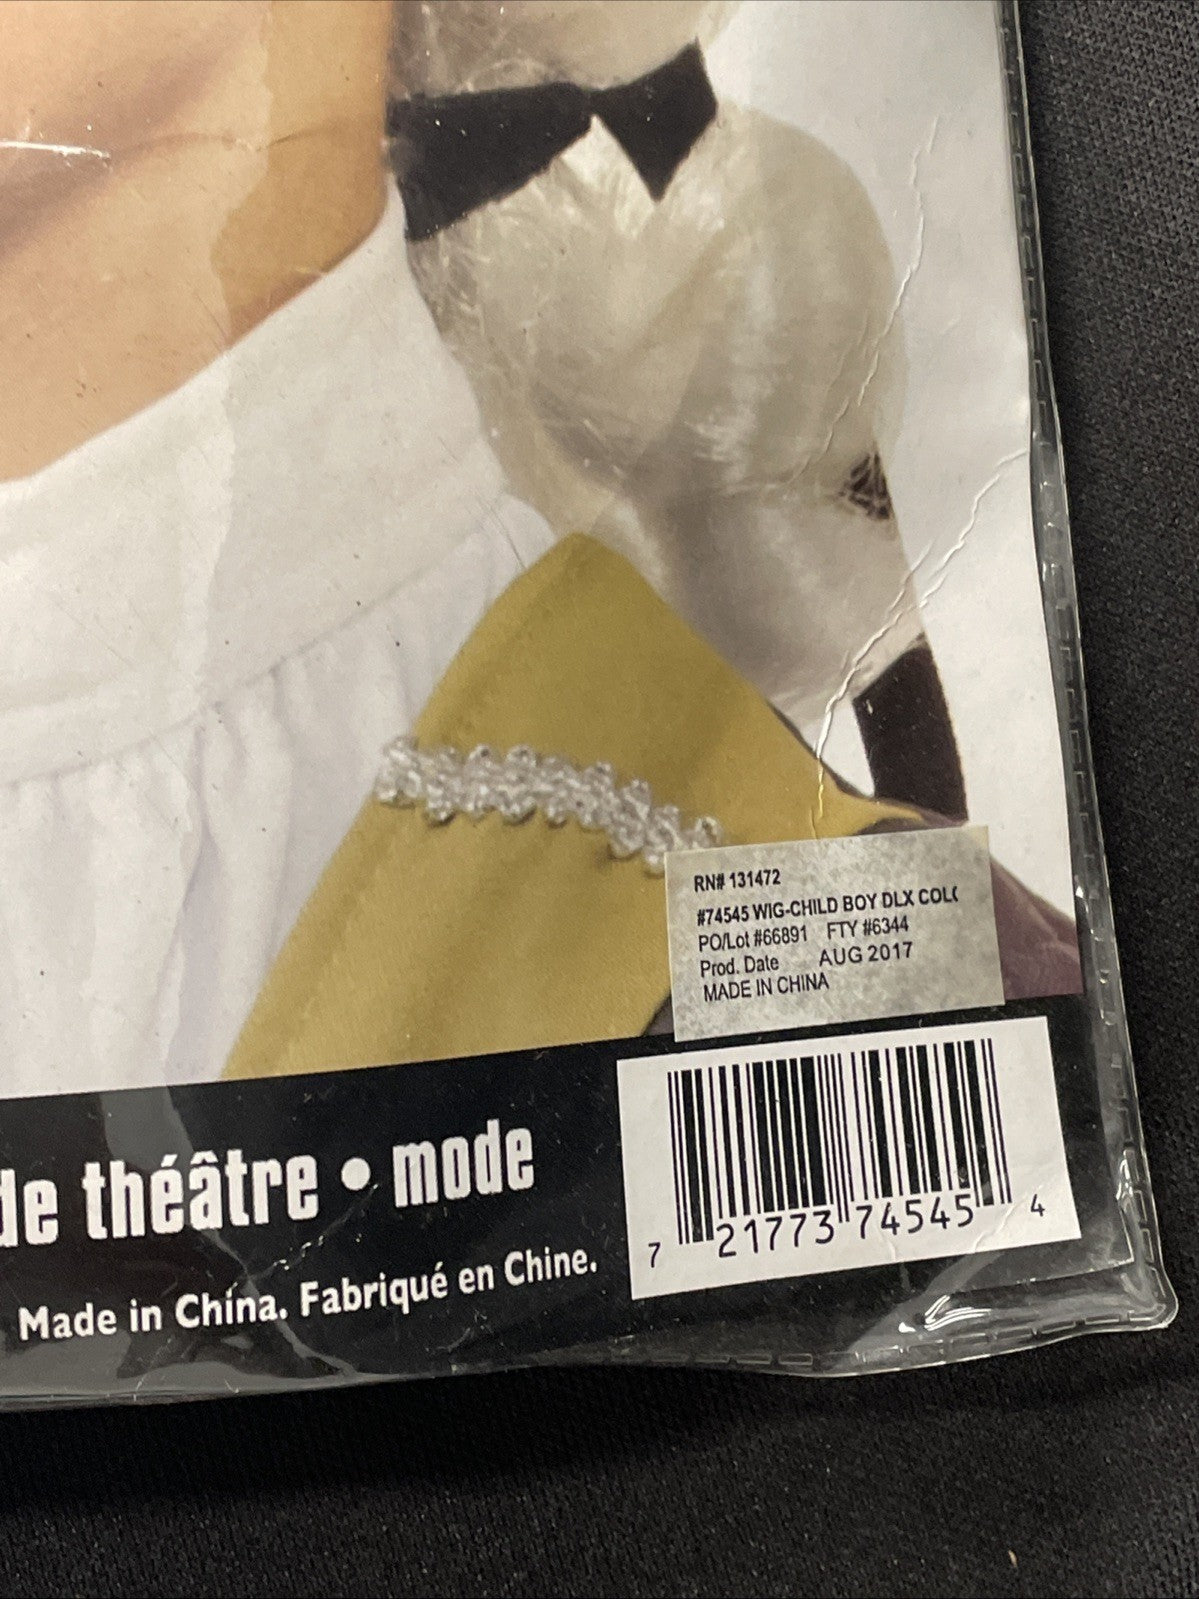 RN# 131472
#74545 WIG-CHILD BOY DLX COL
PO/Lot #66891 FTY #6344
Prod. Date AUG 2017
MADE IN CHINA
de théâtre • mode
7 21773 74545 4
Made in China. Fabriqué en Chine.